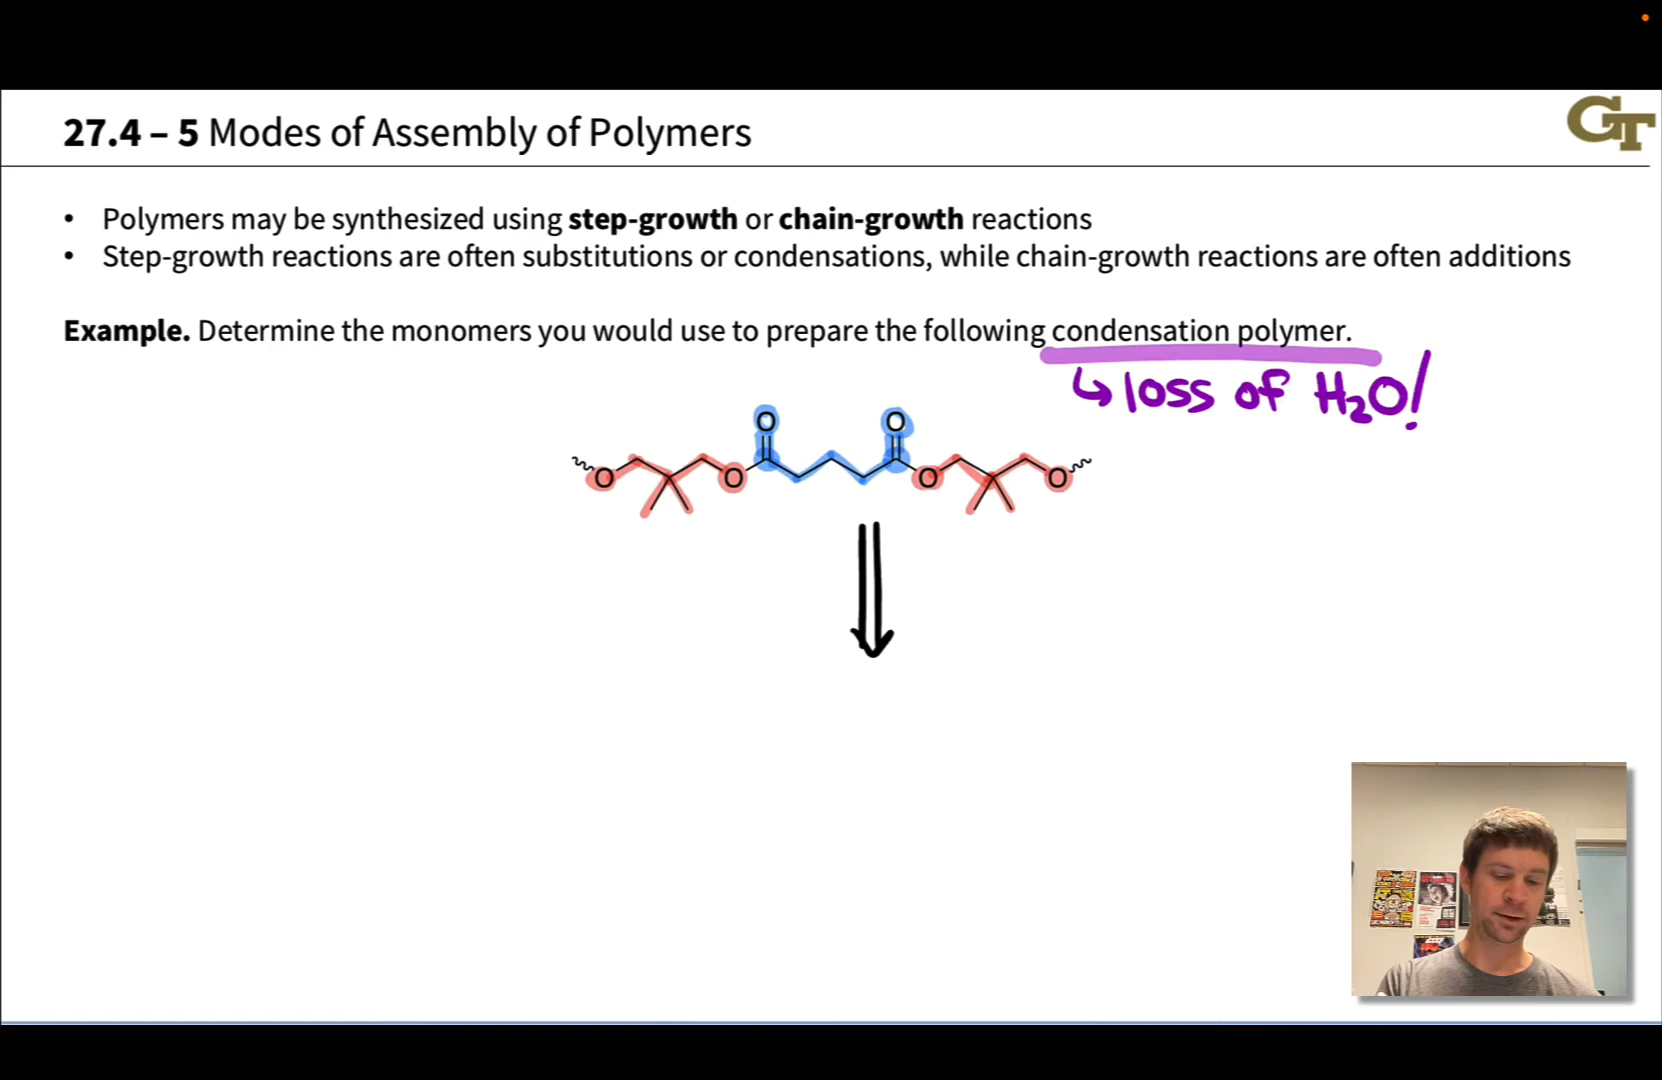 27.4 – 5 Modes of Assembly of Polymers
GT
• Polymers may be synthesized using step-growth or chain-growth reactions
• Step-growth reactions are often substitutions or condensations, while chain-growth reactions are often additions
Example. Determine the monomers you would use to prepare the following condensation polymer.
↳ loss of H₂O!
O O
O O O O